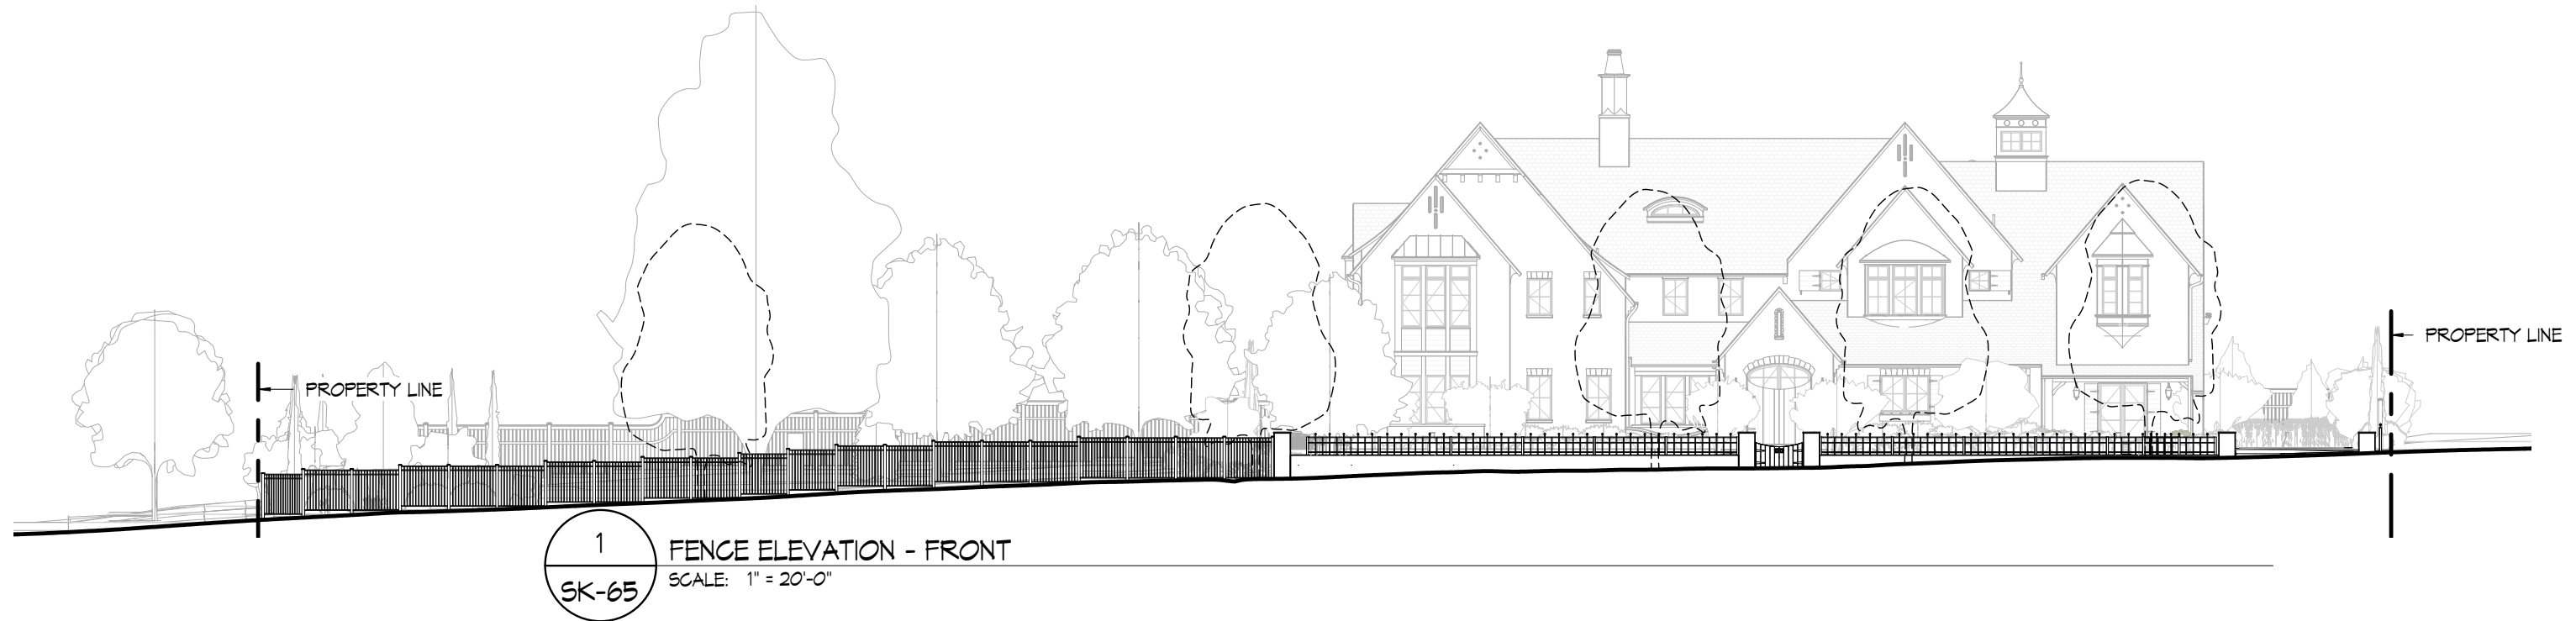 PROPERTY LINE
PROPERTY LINE
1
SK-65
FENCE ELEVATION - FRONT
SCALE: 1" = 20'-0"